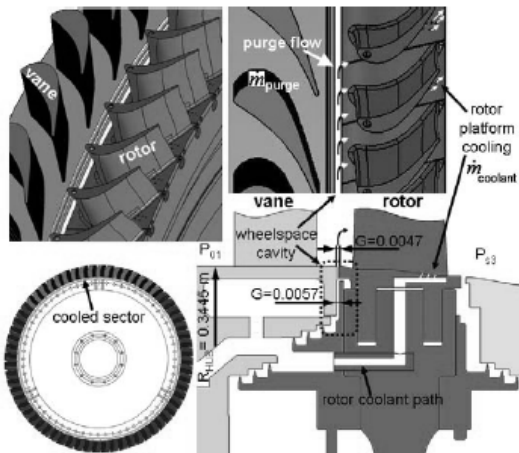 vane
rotor
purge flow
ṁpurge
rotor
platform
cooling
ṁcoolant
vane
rotor
wheelspace
cavity
G=0.0047
P01
Ps3
cooled sector
G=0.0057
RHUB = 0.3445 m
rotor coolant path